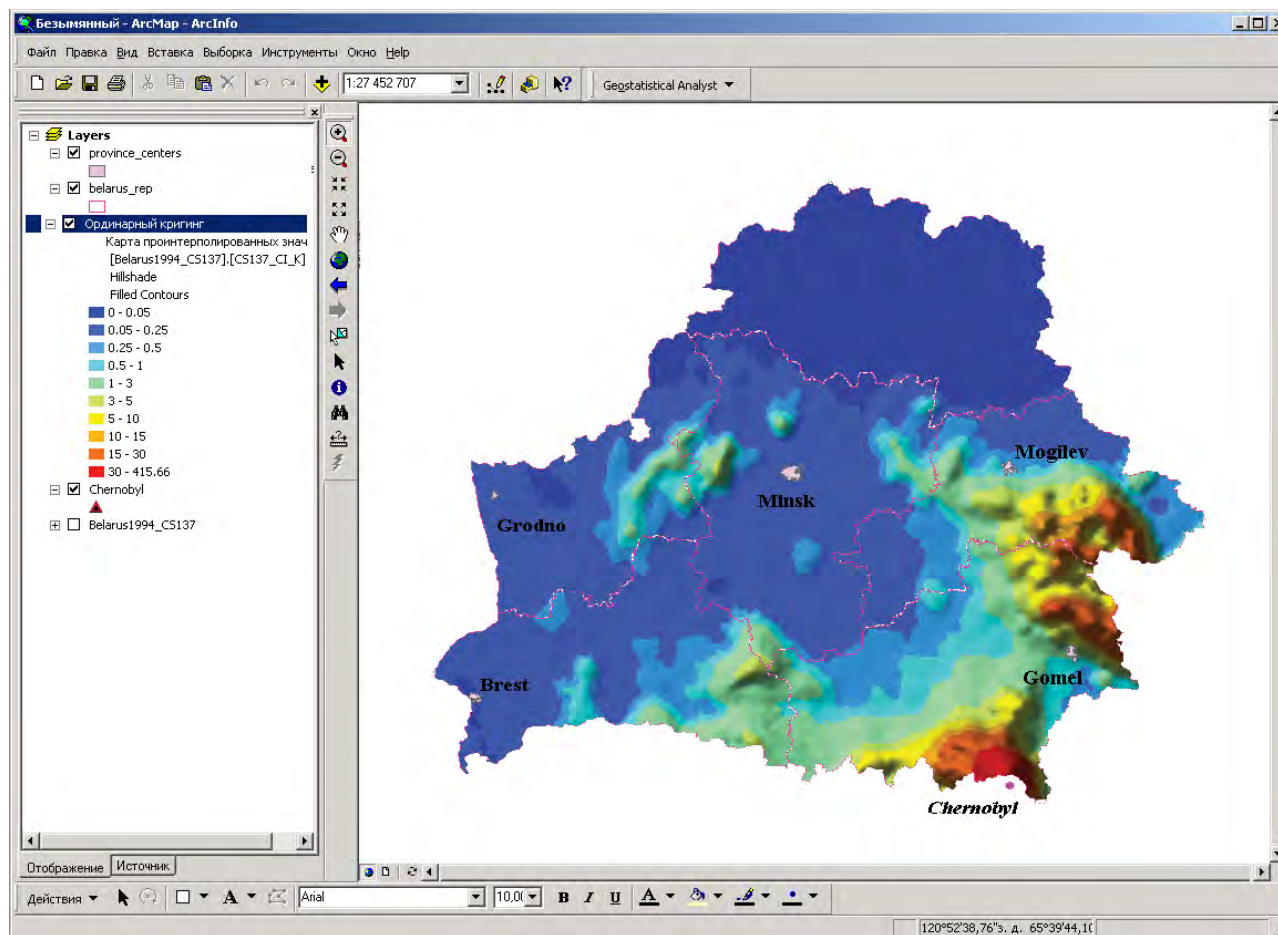 Безымянный - ArcMap - ArcInfo
Файл Правка Вид Вставка Выборка Инструменты Окно Help
1:27 452 707
Geostatistical Analyst
Layers
province_centers
belarus_rep
Ординарный кригинг
Карта проинтерполированных знач
[Belarus1994_CS137].[CS137_CI_K]
Hillshade
Filled Contours
0 - 0.05
0.05 - 0.25
0.25 - 0.5
0.5 - 1
1 - 3
3 - 5
5 - 10
10 - 15
15 - 30
30 - 415.66
Chernobyl
Belarus1994_CS137
Mogilev
Minsk
Grodno
Gomel
Brest
Chernobyl
Отображение Источник
Действия A Arial 10,0 B I U A
120°52'38,76"з. д. 65°39'44,1